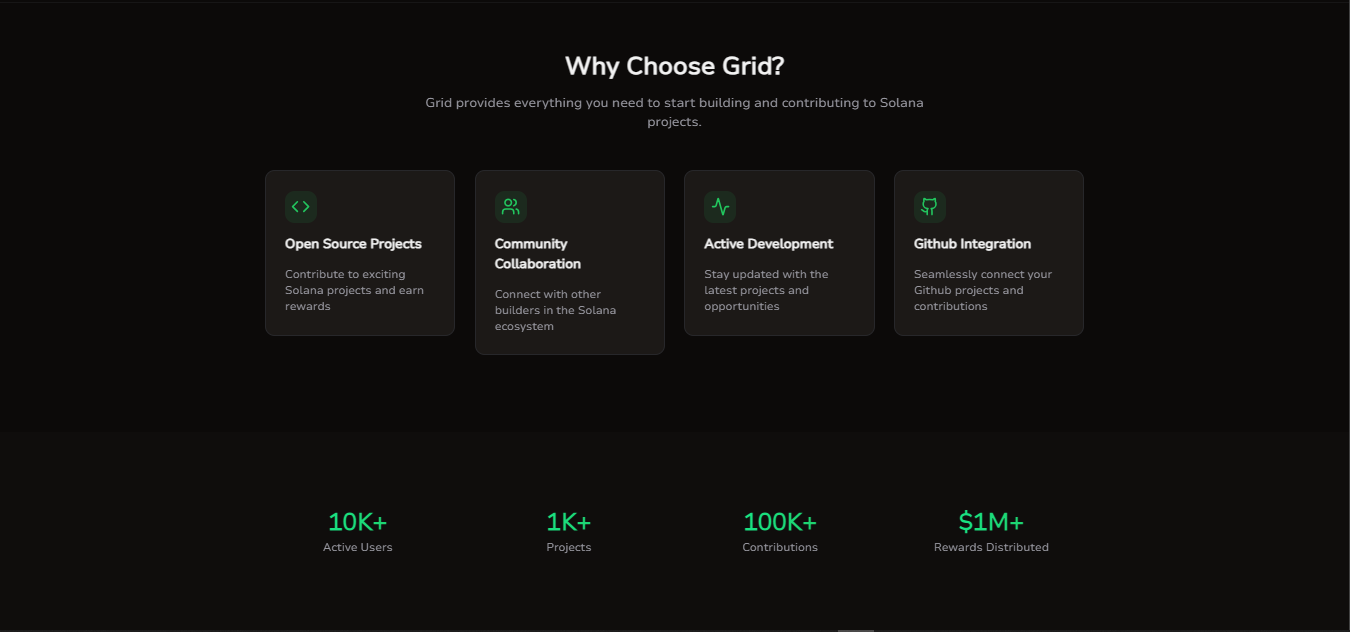 Why Choose Grid?
Grid provides everything you need to start building and contributing to Solana
projects.
Open Source Projects
Contribute to exciting
Solana projects and earn
rewards
Community
Collaboration
Connect with other
builders in the Solana
ecosystem
Active Development
Stay updated with the
latest projects and
opportunities
Github Integration
Seamlessly connect your
Github projects and
contributions
10K+
Active Users
1K+
Projects
100K+
Contributions
$1M+
Rewards Distributed